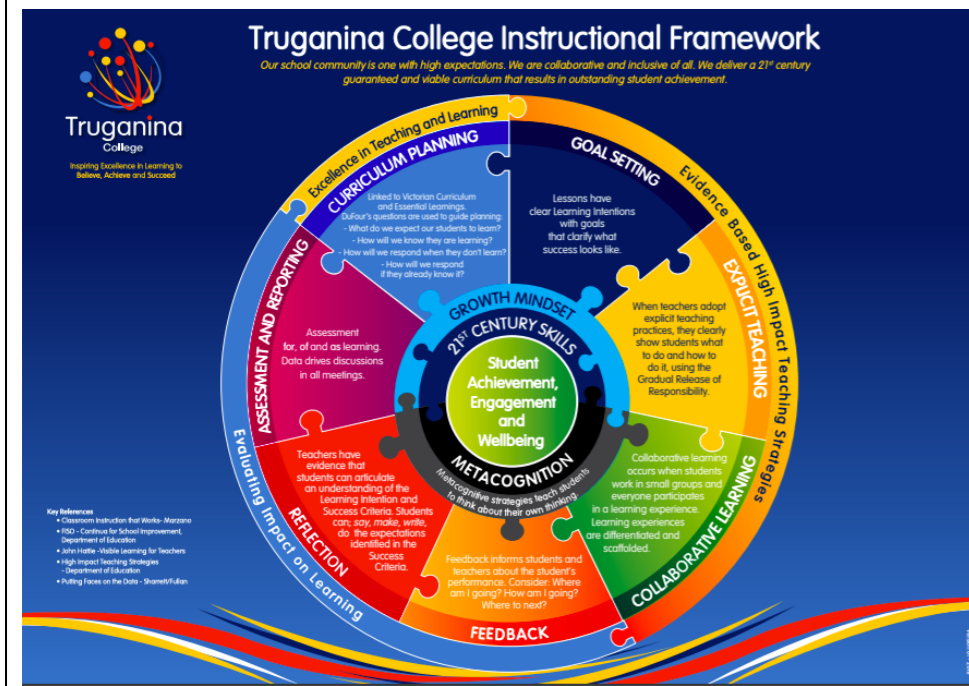 Truganina College Instructional Framework
Our school community is one with high expectations. We are collaborative and inclusive of all. We deliver a 21st century
guaranteed and viable curriculum that results in outstanding student achievement.
Truganina
College
Inspiring Excellence in Learning to
Believe, Achieve and Succeed
Excellence in Teaching and Learning
CURRICULUM PLANNING
Linked to Victorian Curriculum
and Essential Learnings.
DuFour's questions are used to guide planning:
- What do we expect our students to learn?
- How will we know they are learning?
- How will we respond when they don't learn?
- How will we respond
if they already know it?
GOAL SETTING
Lessons have
clear Learning Intentions
with goals
that clarify what
success looks like.
Evidence Based High Impact Teaching Strategies
EXPLICIT TEACHING
When teachers adopt
explicit teaching
practices, they clearly
show students what
to do and how to
do it, using the
Gradual Release of
Responsibility.
COLLABORATIVE LEARNING
Collaborative learning
occurs when students
work in small groups and
everyone participates
in a learning experience.
Learning experiences
are differentiated and
scaffolded.
FEEDBACK
Feedback informs students and
teachers about the student's
performance. Consider: Where
am I going? How am I going?
Where to next?
REFLECTION
Teachers have
evidence that
students can articulate
an understanding of the
Learning Intention and
Success Criteria. Students
can; say, make, write,
do the expectations
identified in the
Success
Criteria.
Evaluating Impact on Learning
ASSESSMENT AND REPORTING
Assessment
for, of and as learning.
Data drives discussions
in all meetings.
GROWTH MINDSET
21ST CENTURY SKILLS
Student
Achievement,
Engagement
and
Wellbeing
METACOGNITION
Metacognitive strategies teach students
to think about their own thinking.
Key References
• Classroom Instruction that Works- Marzano
• FISO - Continua for School Improvement,
Department of Education
• John Hattie -Visible Learning for Teachers
• High Impact Teaching Strategies
- Department of Education
• Putting Faces on the Data - Sharratt/Fullan